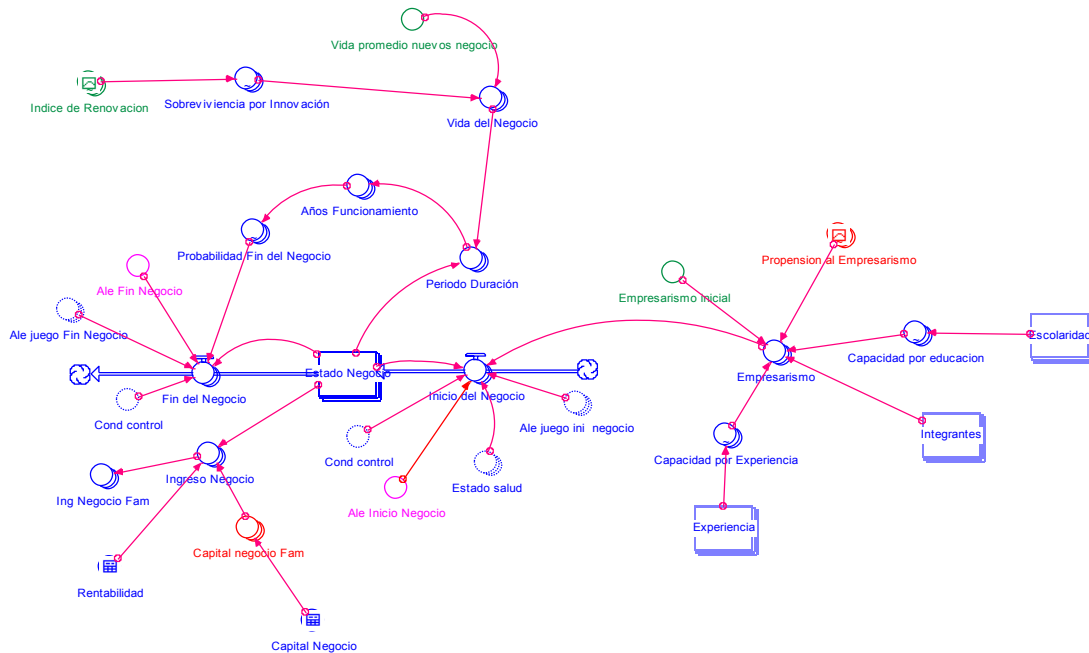 Vida promedio nuevos negocio
Indice de Renovacion
Sobreviviencia por Innovación
Vida del Negocio
Años Funcionamiento
Probabilidad Fin del Negocio
Propension al Empresarismo
Ale Fin Negocio
Periodo Duración
Empresarismo inicial
Ale juego Fin Negocio
Escolaridad
Capacidad por educacion
Estado Negocio
Empresarismo
Fin del Negocio
Inicio del Negocio
Cond control
Ale juego ini negocio
Integrantes
Cond control
Capacidad por Experiencia
Ingreso Negocio
Estado salud
Ing Negocio Fam
Ale Inicio Negocio
Experiencia
Capital negocio Fam
Rentabilidad
Capital Negocio